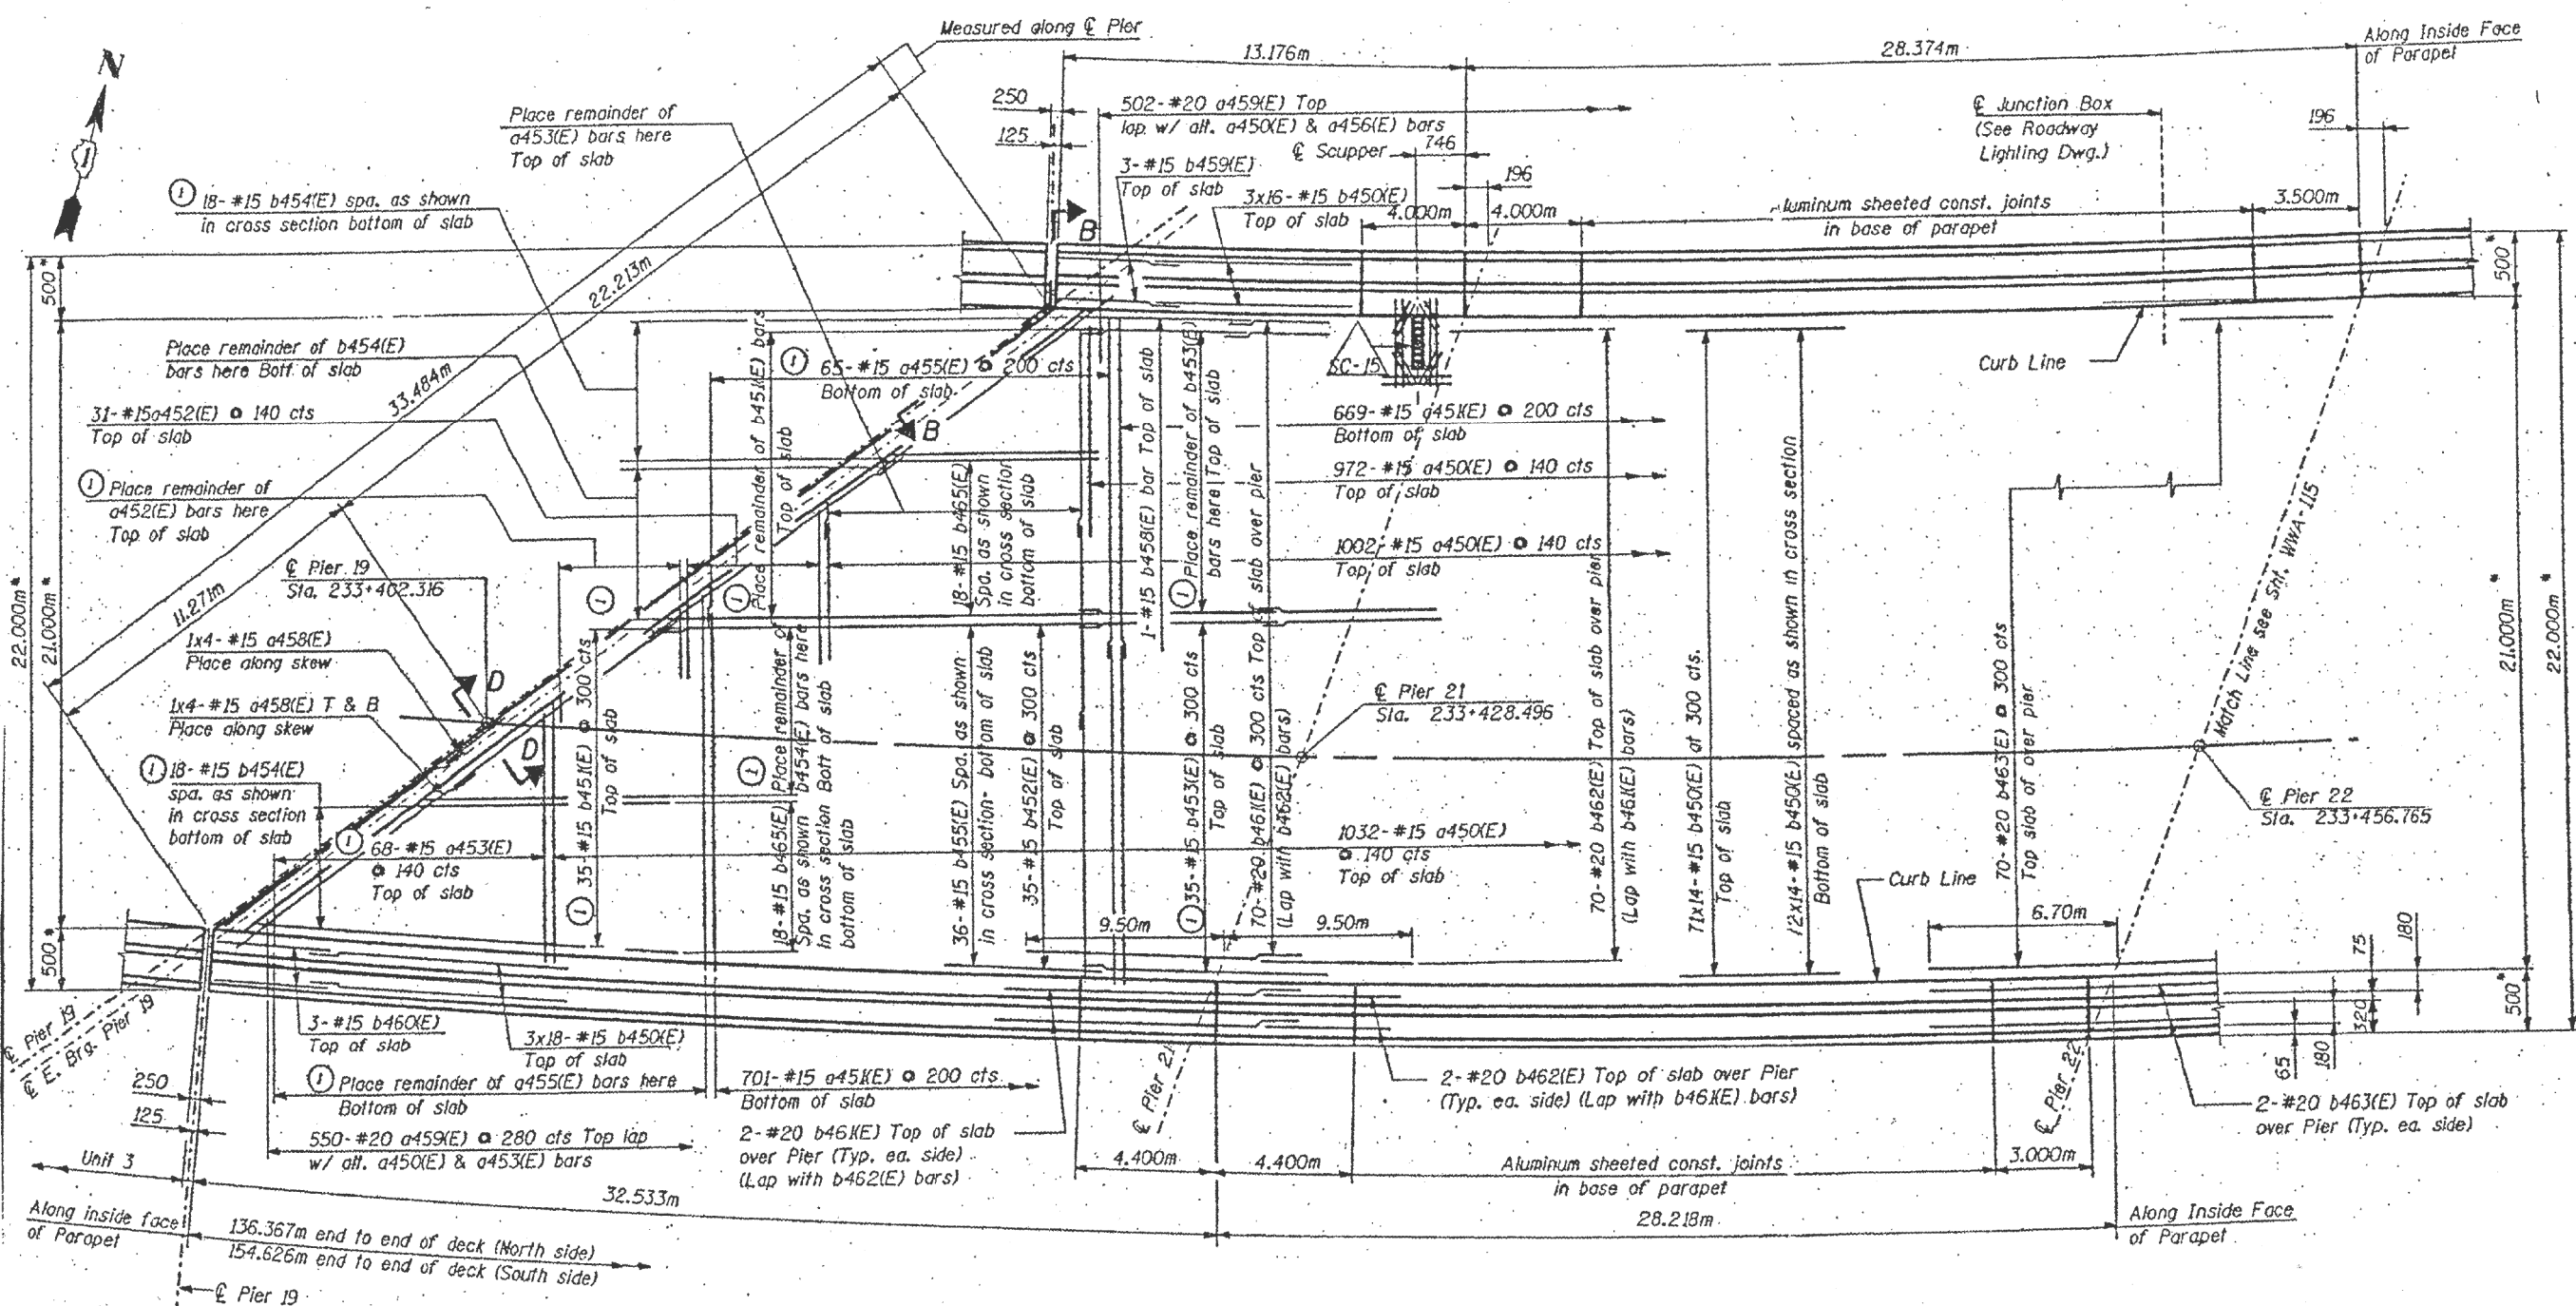 Measured along ℄ Pier
13.176m
28.374m
Along Inside Face
of Parapet
N
Place remainder of
a453(E) bars here
Top of slab
250
125
502-#20 a459(E) Top
lap w/ alt. a450(E) & a456(E) bars
℄ Scupper
746
196
℄ Junction Box
(See Roadway
Lighting Dwg.)
196
3-#15 b459(E)
Top of slab
3x16-#15 b450(E)
Top of slab
4.000m
4.000m
luminum sheeted const. joints
in base of parapet
3.500m
1
1 18-#15 b454(E) spa. as shown
in cross section bottom of slab
B
500*
500*
22.213m
33.484m
Place remainder of b454(E)
bars here Bott of slab
31-#15 a452(E) @ 140 cts
Top of slab
1 Place remainder of
a452(E) bars here
Top of slab
Place remainder of b451(E) bars
Top of slab
1
1 65-#15 a455(E) @ 200 cts
Bottom of slab
B
SC-15
Curb Line
669-#15 a451(E) @ 200 cts
Bottom of slab
972-#15 a450(E) @ 140 cts
Top of slab
1002-#15 a450(E) @ 140 cts
Top of slab
18-#15 b465(E)
Spa. as shown
in cross section
bottom of slab
1-#15 b458(E) bar Top of slab
1 Place remainder of b453(E)
bars here Top of slab
70-#20 b461(E) @ 300 cts Top of slab over pier
(Lap with b462(E) bars)
70-#20 b462(E) Top of slab over pier
(Lap with b461(E) bars)
71x14-#15 b450(E) at 300 cts.
Top of slab
72x14-#15 b450(E) spaced as shown in cross section
Bottom of slab
70-#20 b463(E) @ 300 cts
Top slab of over pier
Match Line see Sht. WWA-115
22.000m*
21.000m*
21.000m*
22.000m*
11.271m
℄ Pier 19
Sta. 233+402.316
1x4-#15 a458(E)
Place along skew
1x4-#15 a458(E) T & B
Place along skew
D
D
1
1 35-#15 b451(E) @ 300 cts
Top of slab
1
18-#15 b465(E) Place remainder of
Spa. as shown b454(E) bars here
in cross section Bott of slab
bottom of slab
36-#15 b455(E) Spa. as shown
in cross section- bottom of slab
35-#15 b452(E) @ 300 cts
Top of slab
1 35-#15 b453(E) @ 300 cts
Top of slab
℄ Pier 21
Sta. 233+428.496
℄ Pier 22
Sta. 233+456.765
1 18-#15 b454(E)
spa. as shown
in cross section
bottom of slab
1 68-#15 a453(E)
@ 140 cts
Top of slab
1032-#15 a450(E)
@ 140 cts
Top of slab
Curb Line
9.50m
9.50m
6.70m
180
75
500*
500*
320
180
65
℄ Pier 19
℄ E. Brg. Pier 19
3-#15 b460(E)
Top of slab
3x18-#15 b450(E)
Top of slab
1 Place remainder of a455(E) bars here
Bottom of slab
701-#15 a451(E) @ 200 cts
Bottom of slab
250
125
550-#20 a459(E) @ 280 cts Top lap
w/ alt. a450(E) & a453(E) bars
2-#20 b461(E) Top of slab
over Pier (Typ. ea. side)
(Lap with b462(E) bars)
℄ Pier 21
2-#20 b462(E) Top of slab over Pier
(Typ. ea. side) (Lap with b461(E) bars)
℄ Pier 22
2-#20 b463(E) Top of slab
over Pier (Typ. ea. side)
Unit 3
4.400m
4.400m
Aluminum sheeted const. joints
in base of parapet
3.000m
32.533m
28.218m
Along inside face
of Parapet
136.367m end to end of deck (North side)
154.626m end to end of deck (South side)
Along Inside Face
of Parapet
℄ Pier 19